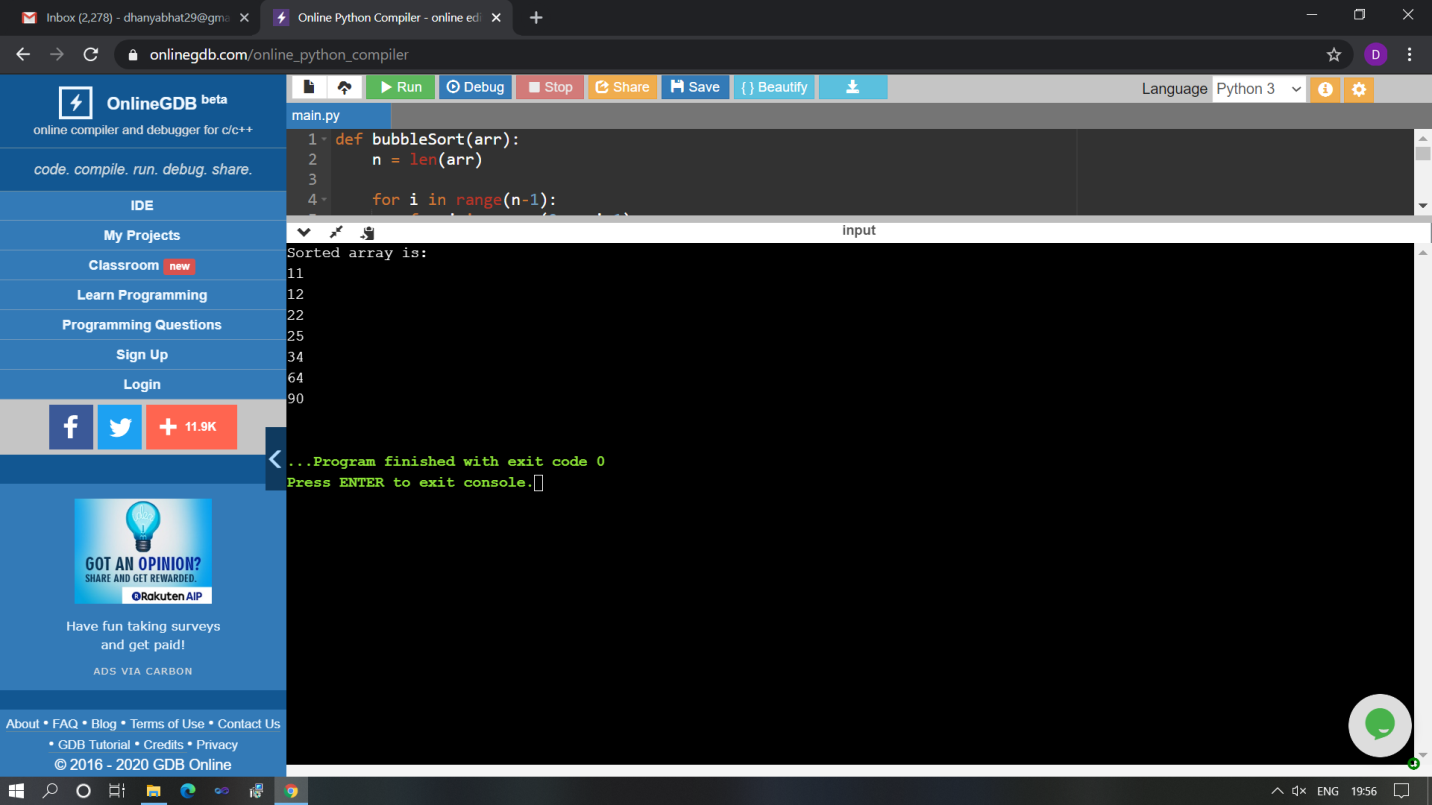 Inbox (2,278) - dhanyabhat29@gma
Online Python Compiler - online edi
onlinegdb.com/online_python_compiler
D
OnlineGDB beta
online compiler and debugger for c/c++
code. compile. run. debug. share.
IDE
My Projects
Classroom new
Learn Programming
Programming Questions
Sign Up
Login
f
+ 11.9K
GOT AN OPINION?
SHARE AND GET REWARDED.
Rakuten AIP
Have fun taking surveys
and get paid!
ADS VIA CARBON
About • FAQ • Blog • Terms of Use • Contact Us
• GDB Tutorial • Credits • Privacy
© 2016 - 2020 GDB Online
Run Debug Stop Share Save { } Beautify
Language Python 3
main.py
1 def bubbleSort(arr):
2 n = len(arr)
3
4 for i in range(n-1):
input
Sorted array is:
11
12
22
25
34
64
90
...Program finished with exit code 0
Press ENTER to exit console.
ENG 19:56